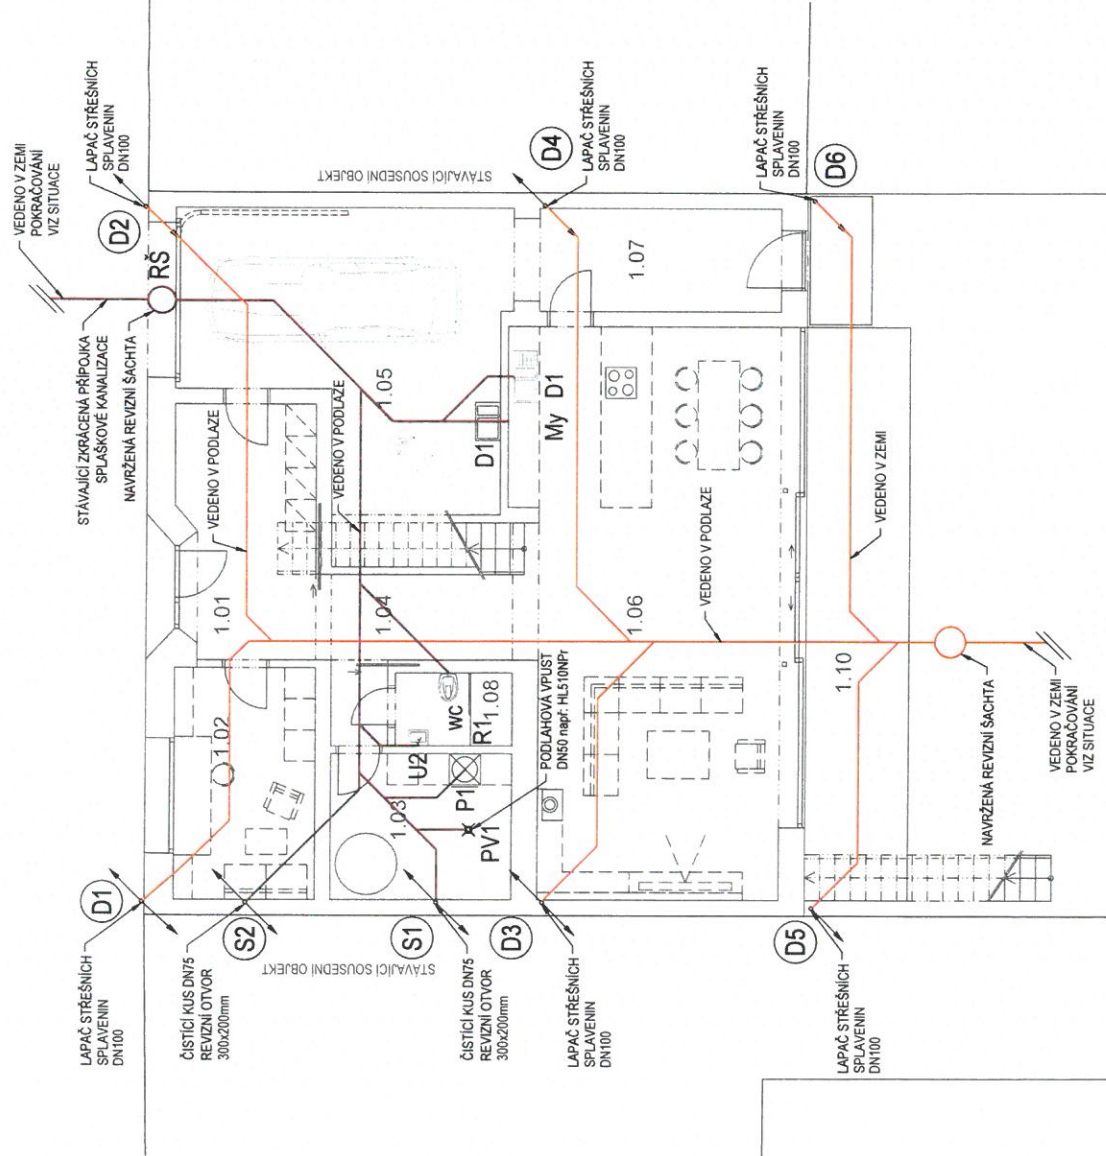 VEDENO V ZEMI
POKRAČOVÁNÍ
VIZ SITUACE
LAPAČ STŘEŠNÍCH
SPLAVENIN
DN100
D2
ŘŠ
STÁVAJÍCÍ ZKRÁCENÁ PŘÍPOJKA
SPLAŠKOVÉ KANALIZACE
NAVRŽENÁ REVIZNÍ ŠACHTA
STÁVAJÍCÍ SOUSEDNÍ OBJEKT
D4
LAPAČ STŘEŠNÍCH
SPLAVENIN
DN100
LAPAČ STŘEŠNÍCH
SPLAVENIN
DN100
D6
1.07
1.05
VEDENO V PODLAZE
VEDENO V PODLAZE
D1
My D1
1.01
1.04
1.06
VEDENO V PODLAZE
VEDENO V ZEMI
1.02
WC
R1
1.08
U2
P1
1.03
PV1
PODLAHOVÁ VPUST
DN50 např. HL510NPr
1.10
NAVRŽENÁ REVIZNÍ ŠACHTA
VEDENO V ZEMI
POKRAČOVÁNÍ
VIZ SITUACE
D1
S2
S1
D3
D5
STÁVAJÍCÍ SOUSEDNÍ OBJEKT
LAPAČ STŘEŠNÍCH
SPLAVENIN
DN100
ČISTÍCÍ KUS DN75
REVIZNÍ OTVOR
300x200mm
ČISTÍCÍ KUS DN75
REVIZNÍ OTVOR
300x200mm
LAPAČ STŘEŠNÍCH
SPLAVENIN
DN100
LAPAČ STŘEŠNÍCH
SPLAVENIN
DN100